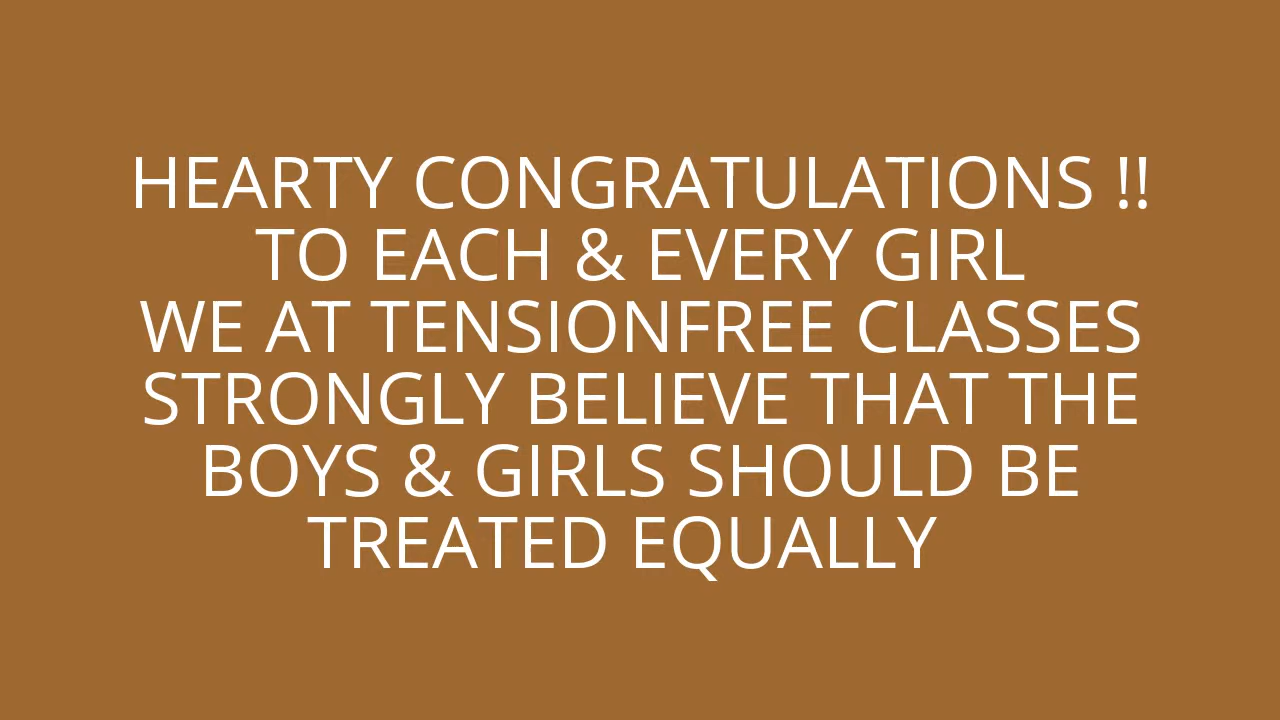 HEARTY CONGRATULATIONS !!
TO EACH & EVERY GIRL
WE AT TENSIONFREE CLASSES
STRONGLY BELIEVE THAT THE
BOYS & GIRLS SHOULD BE
TREATED EQUALLY